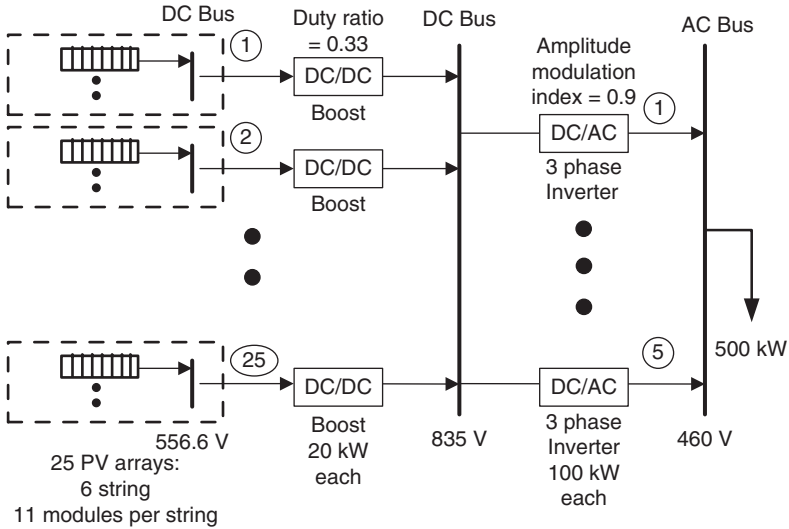 DC Bus
Duty ratio
= 0.33
DC Bus
AC Bus
1
DC/DC
Boost
Amplitude
modulation
index = 0.9
1
DC/AC
3 phase
Inverter
2
DC/DC
Boost
500 kW
25
DC/DC
Boost
20 kW
each
5
DC/AC
3 phase
Inverter
100 kW
each
556.6 V
835 V
460 V
25 PV arrays:
6 string
11 modules per string